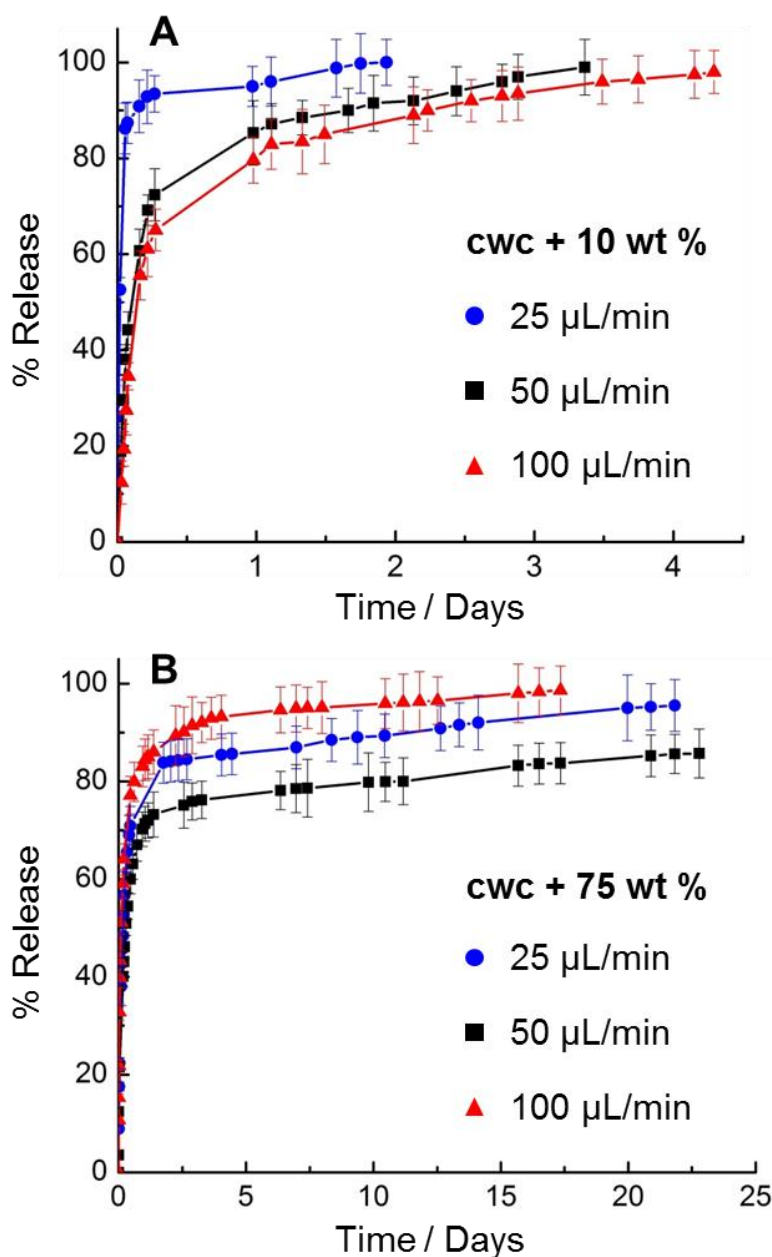 A
100
80
60
40
20
0
% Release
cwc + 10 wt %
25 µL/min
50 µL/min
100 µL/min
0 1 2 3 4
Time / Days
B
100
80
60
40
20
0
% Release
cwc + 75 wt %
25 µL/min
50 µL/min
100 µL/min
0 5 10 15 20 25
Time / Days